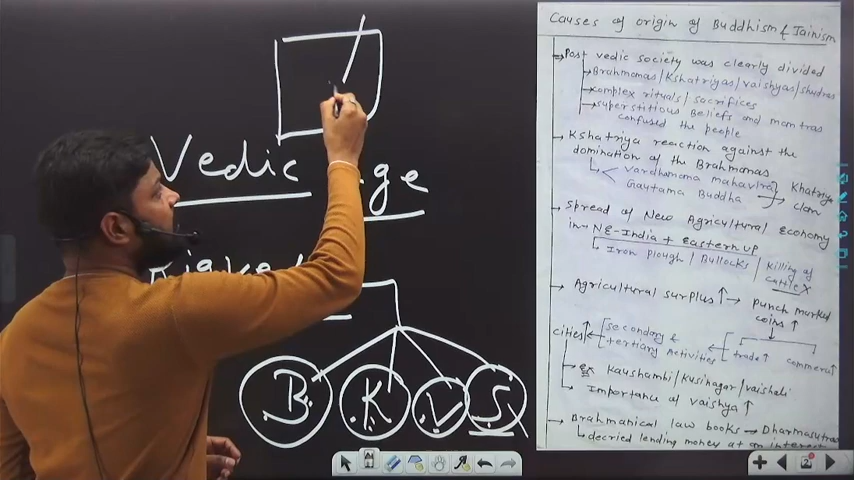 Vedic Age
B.
.K.
.V
S
Causes of origin of Buddhism & Jainism
Post vedic society was clearly divided
Brahmanas/Kshatriyas/vaishyas/shudras
complex rituals/sacrifices
superstitious Beliefs and mantras
confused the people
Kshatriya reaction against the
domination of the Brahmanas
Vardhamana mahavira
Gautama Buddha
Khatriya
clan
Spread of New Agricultural Economy
in NE-India + Eastern up
Iron plough / Bullocks / killing of
cattle X
Agricultural surplus ↑ → punch marked
coins ↑
cities ↑
secondary &
tertiary Activities
trade ↑
commerce ↑
ex Kaushambi/Kusinagar/vaishali
Importance of vaishya ↑
Brahmanical law books → Dharmasutras
decried lending money at an interest
2